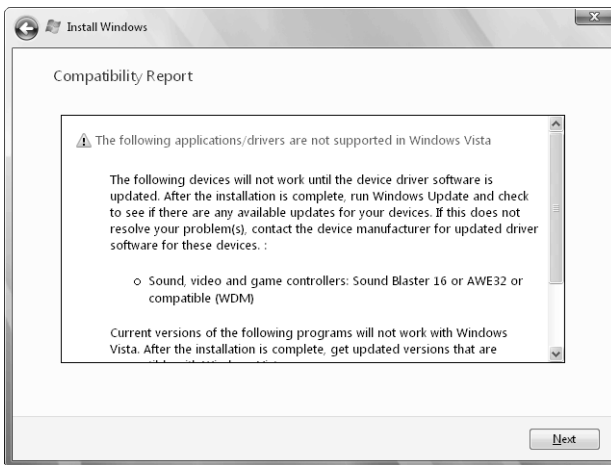 Install Windows
Compatibility Report
The following applications/drivers are not supported in Windows Vista
The following devices will not work until the device driver software is
updated. After the installation is complete, run Windows Update and check
to see if there are any available updates for your devices. If this does not
resolve your problem(s), contact the device manufacturer for updated driver
software for these devices. :
Sound, video and game controllers: Sound Blaster 16 or AWE32 or
compatible (WDM)
Current versions of the following programs will not work with Windows
Vista. After the installation is complete, get updated versions that are
Next